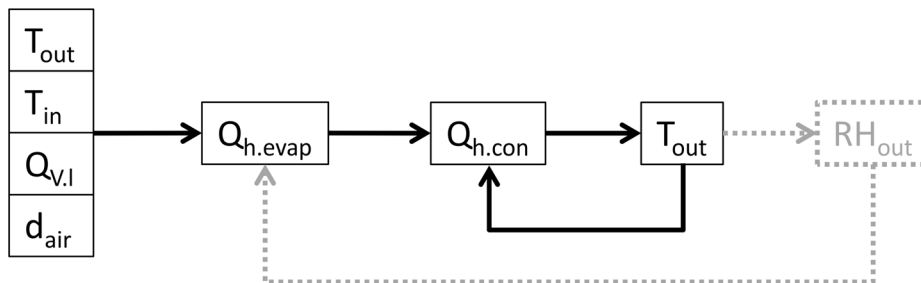 T_out
T_in
Q_V.l
d_air
Q_h.evap
Q_h.con
T_out
RH_out